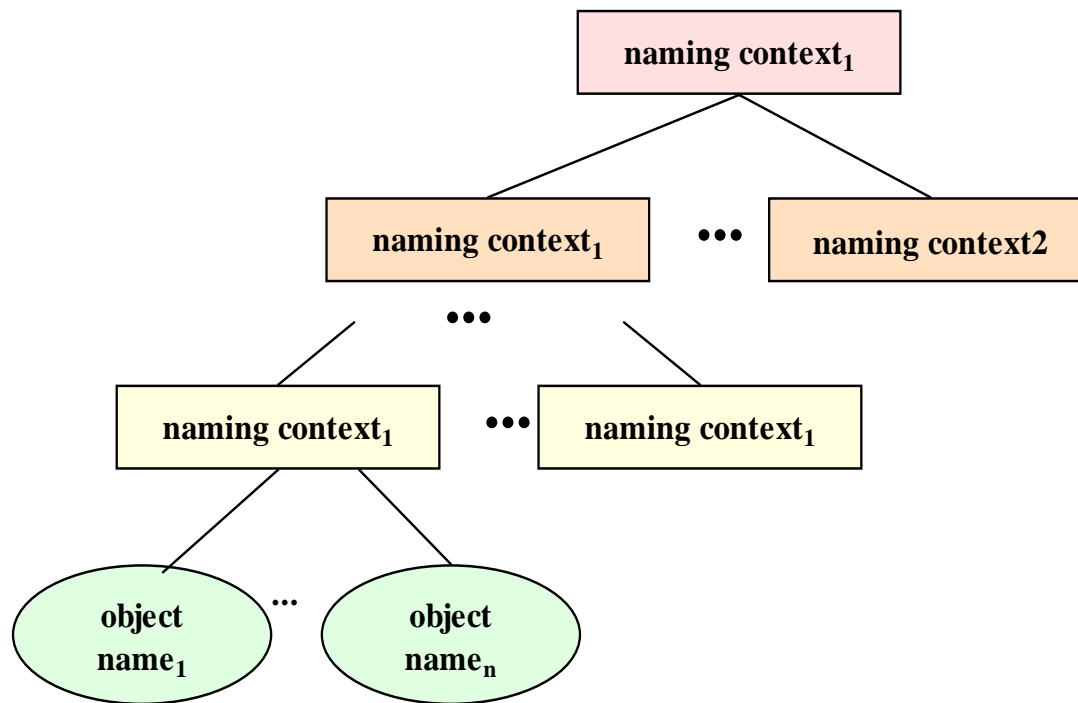 naming context₁
naming context₁ ••• naming context2
•••
naming context₁ ••• naming context₁
object
name₁
...
object
nameₙ